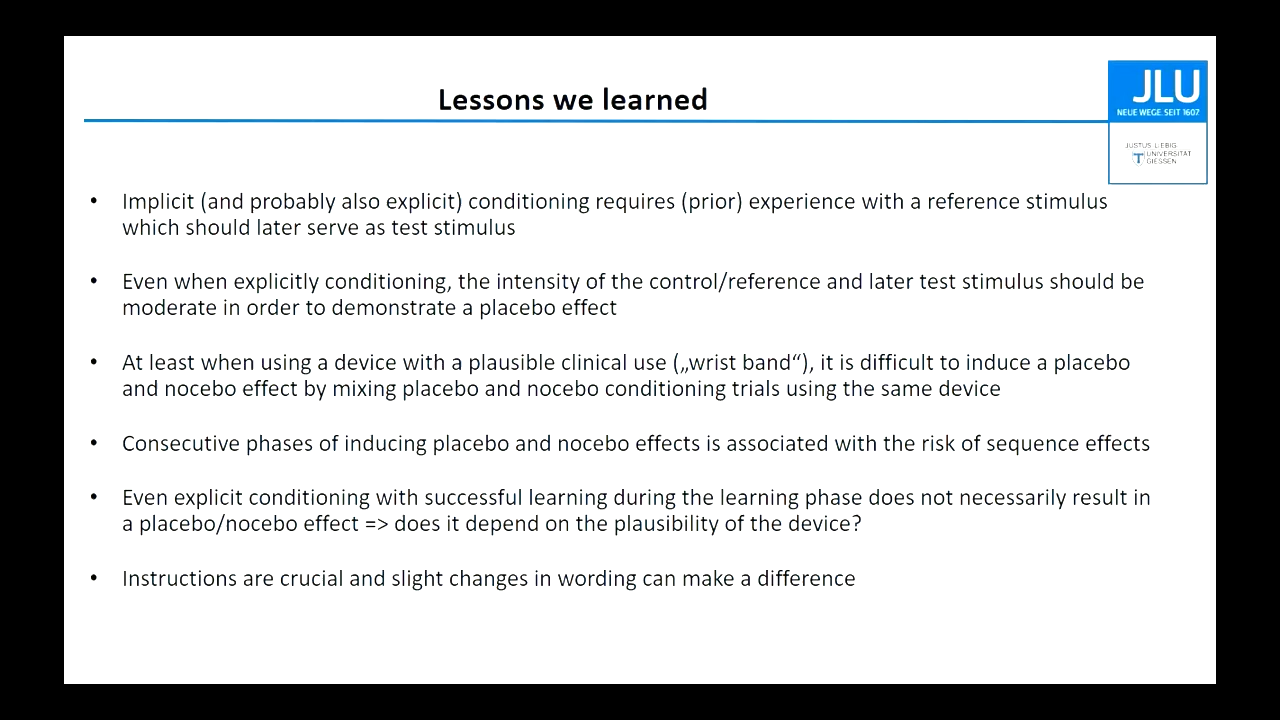 Lessons we learned
JLU
NEUE WEGE. SEIT 1607
JUSTUS LIEBIG
UNIVERSITÄT
GIESSEN
• Implicit (and probably also explicit) conditioning requires (prior) experience with a reference stimulus
which should later serve as test stimulus
• Even when explicitly conditioning, the intensity of the control/reference and later test stimulus should be
moderate in order to demonstrate a placebo effect
• At least when using a device with a plausible clinical use („wrist band“), it is difficult to induce a placebo
and nocebo effect by mixing placebo and nocebo conditioning trials using the same device
• Consecutive phases of inducing placebo and nocebo effects is associated with the risk of sequence effects
• Even explicit conditioning with successful learning during the learning phase does not necessarily result in
a placebo/nocebo effect => does it depend on the plausibility of the device?
• Instructions are crucial and slight changes in wording can make a difference